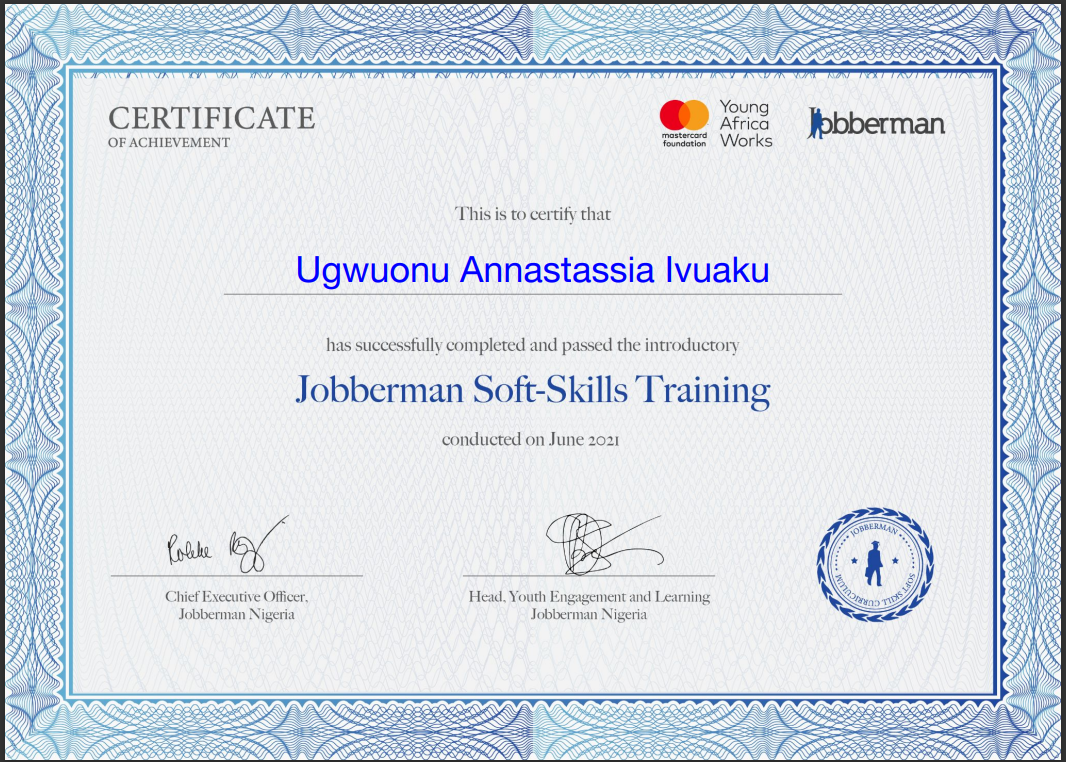 CERTIFICATE
OF ACHIEVEMENT
mastercard
foundation
Young
Africa
Works
Jobberman
This is to certify that
Ugwuonu Annastassia Ivuaku
has successfully completed and passed the introductory
Jobberman Soft-Skills Training
conducted on June 2021
Chief Executive Officer,
Jobberman Nigeria
Head, Youth Engagement and Learning
Jobberman Nigeria
JOBBERMAN
SOFT SKILL CURRICULUM